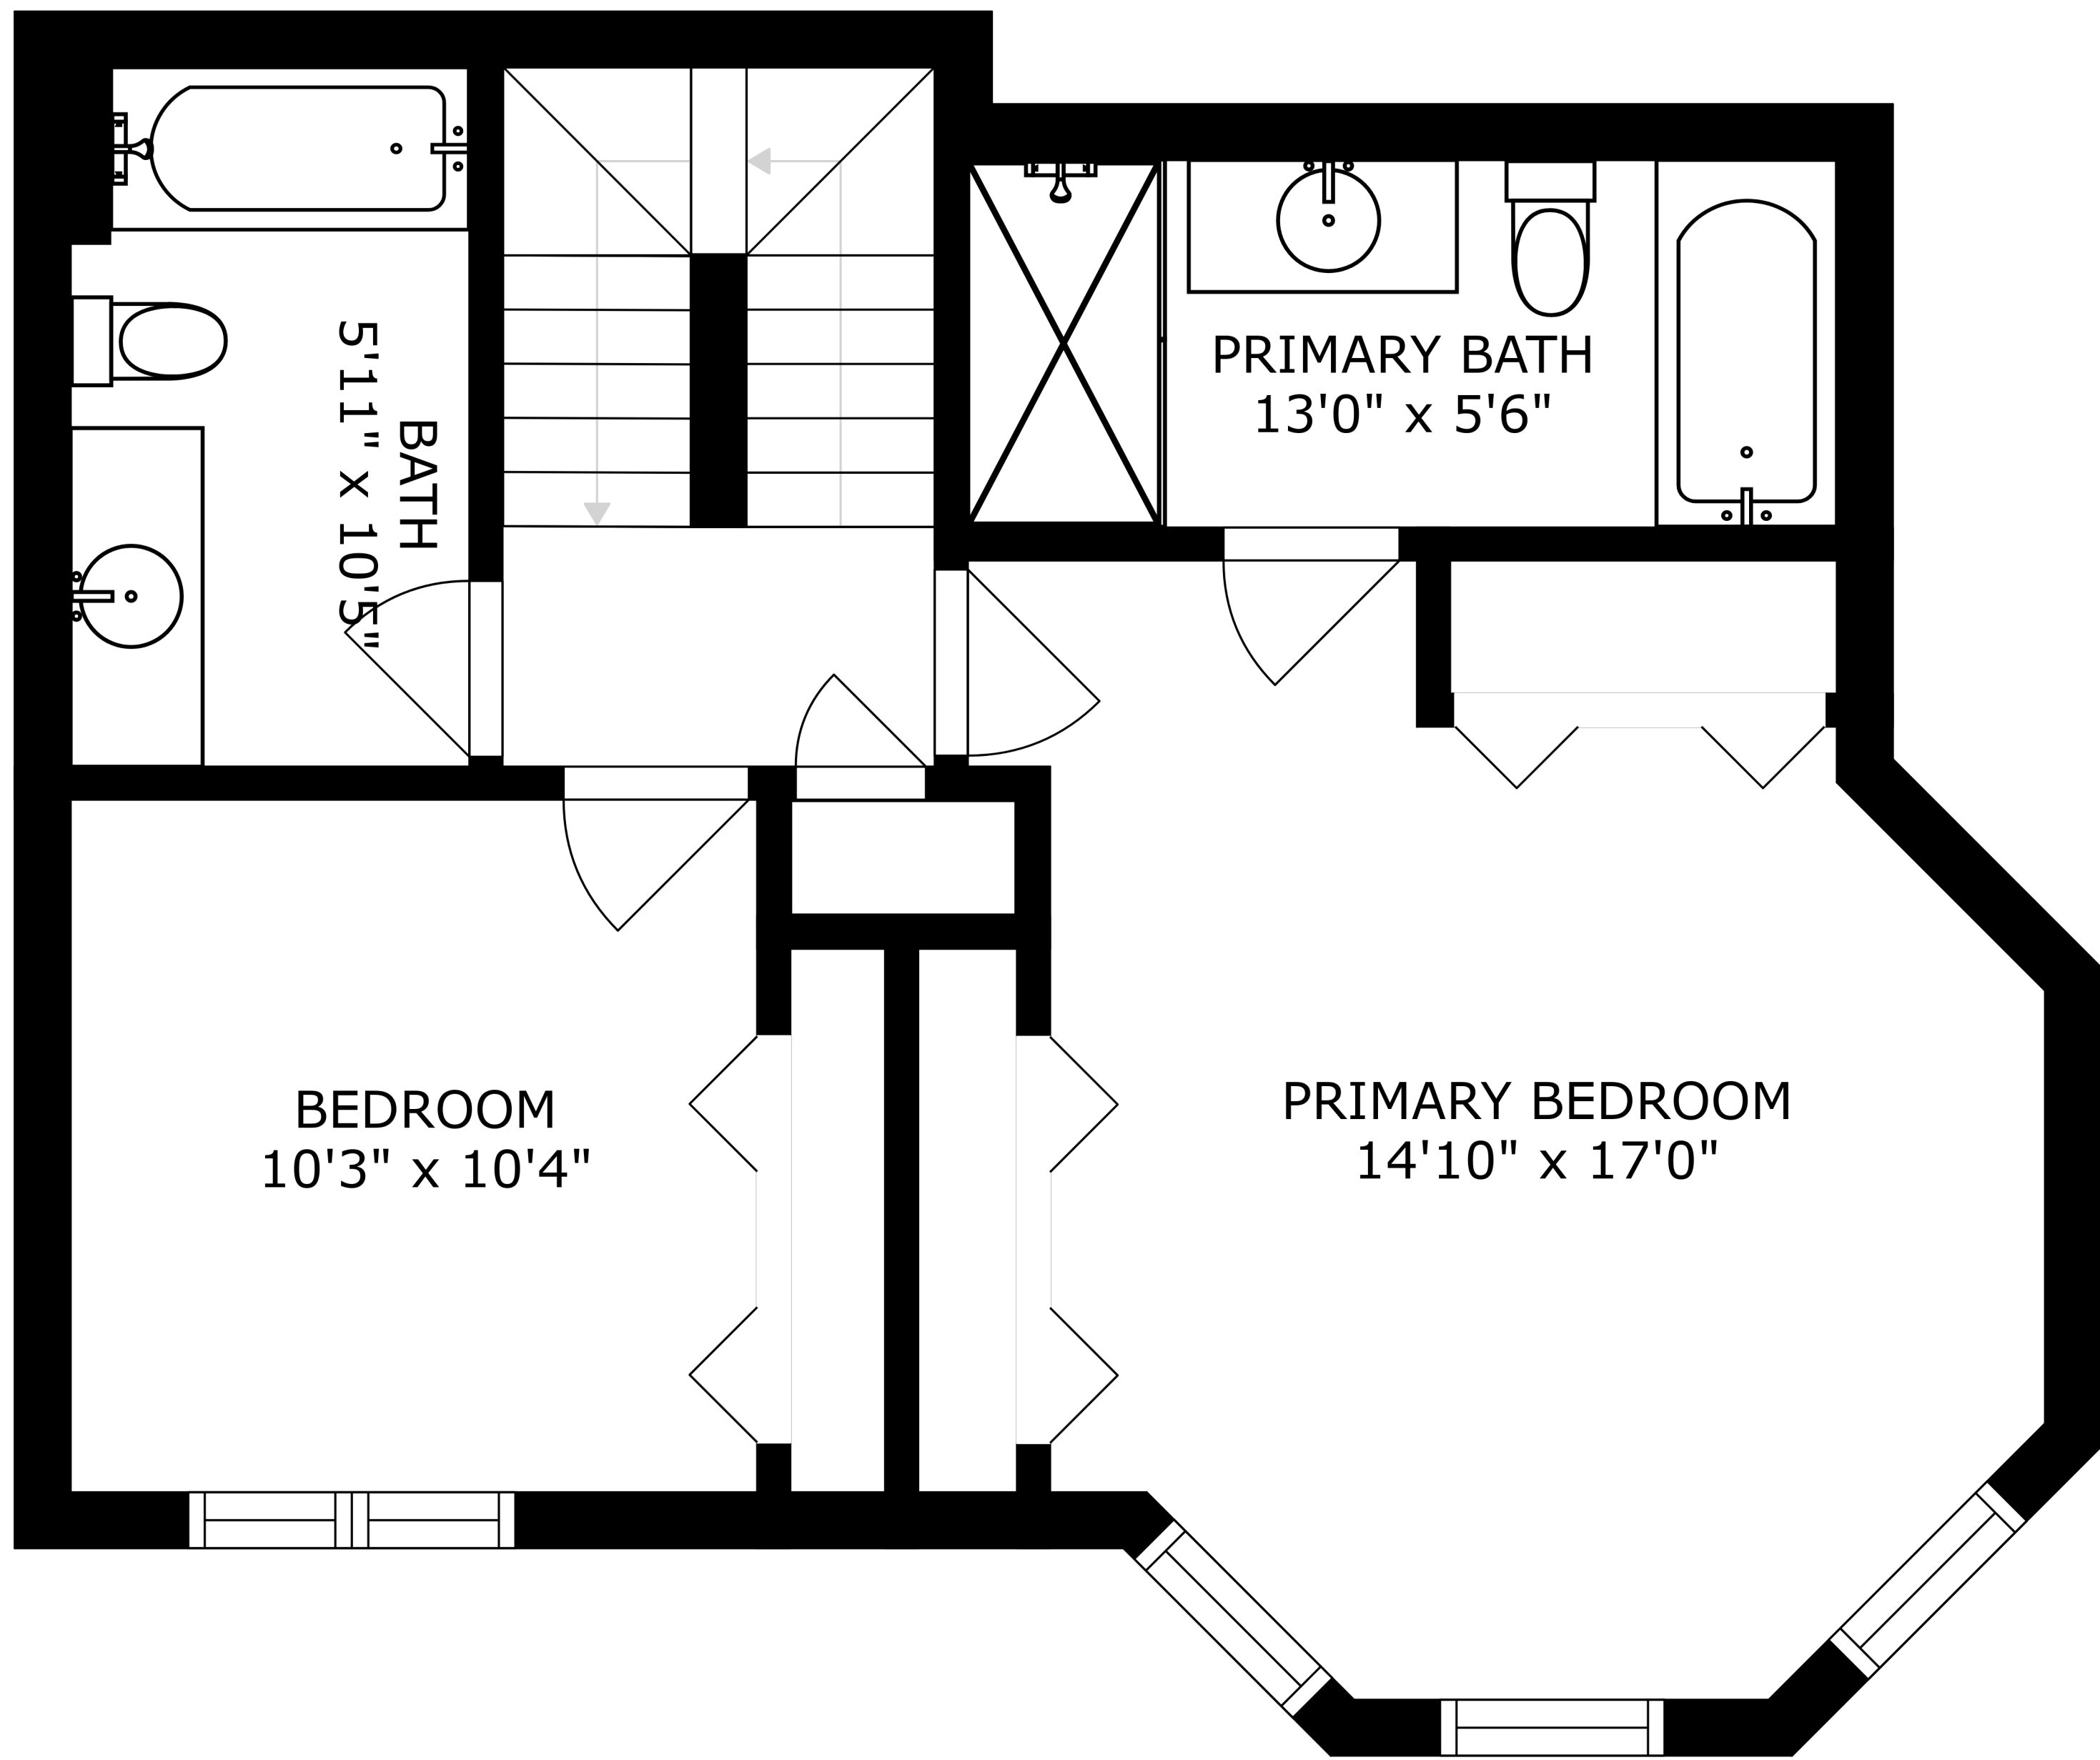 PRIMARY BATH
13'0" x 5'6"
BATH
5'11" x 10'5"
BEDROOM
10'3" x 10'4"
PRIMARY BEDROOM
14'10" x 17'0"